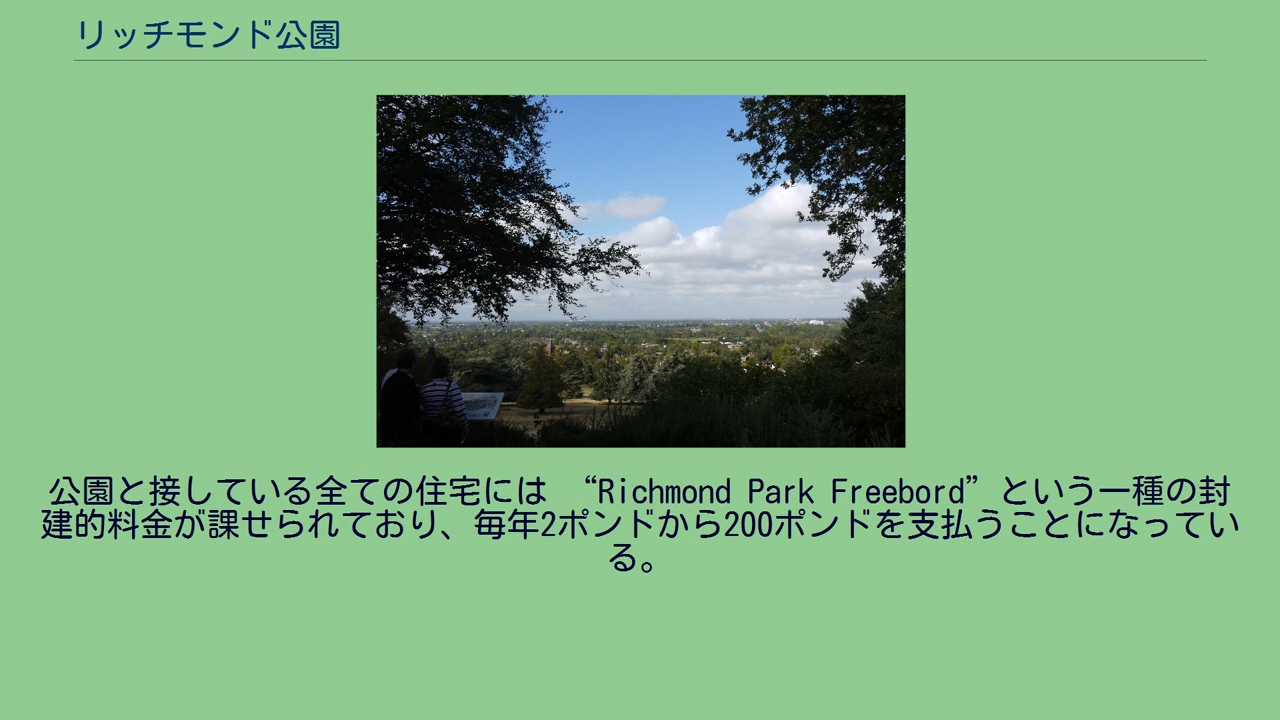 リッチモンド公園
公園と接している全ての住宅には “Richmond Park Freebord”という一種の封
建的料金が課せられており、毎年2ポンドから200ポンドを支払うことになってい
る。